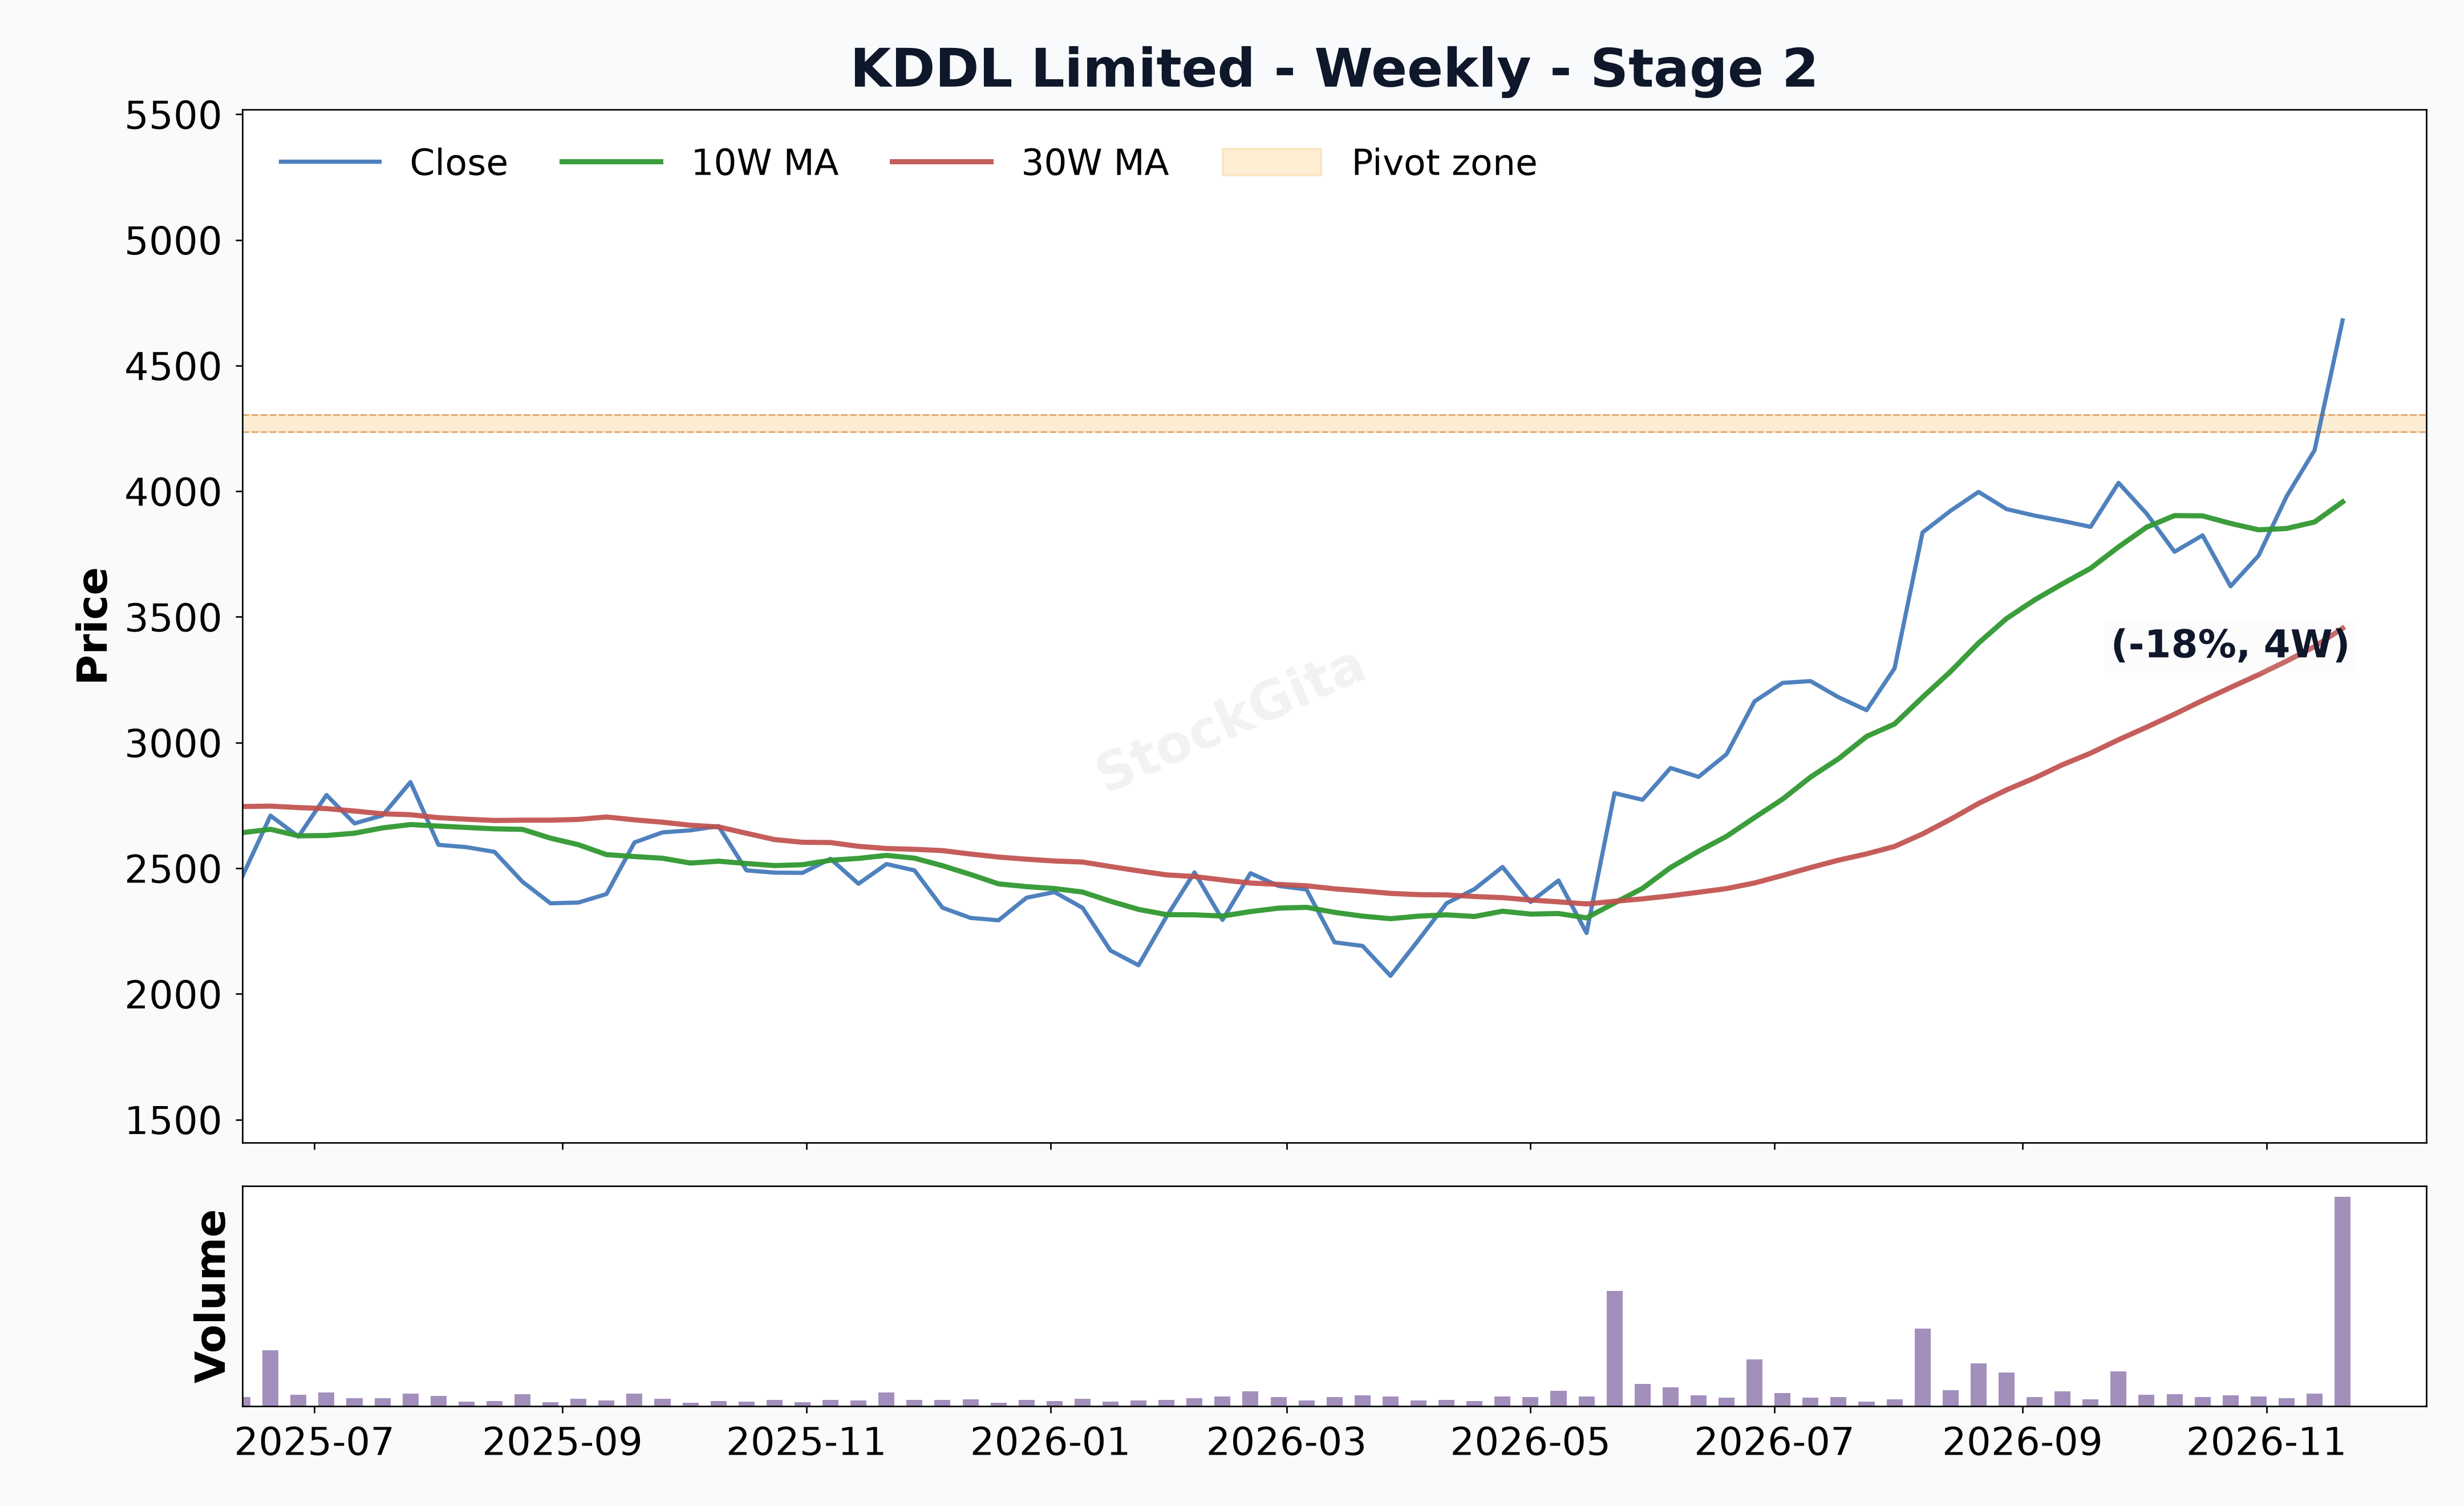 KDDL Limited - Weekly - Stage 2
Close
10W MA
30W MA
Pivot zone
5500
5000
4500
4000
3500
3000
2500
2000
1500
Price
(-18%, 4W)
StockGita
Volume
2025-07
2025-09
2025-11
2026-01
2026-03
2026-05
2026-07
2026-09
2026-11